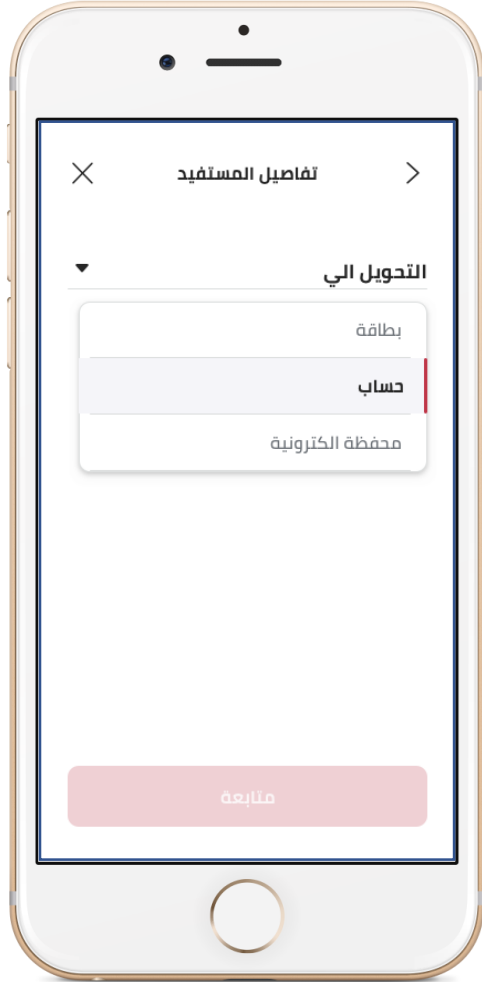 تفاصيل المستفيد
التحويل الي
بطاقة
حساب
محفظة الكترونية
متابعة